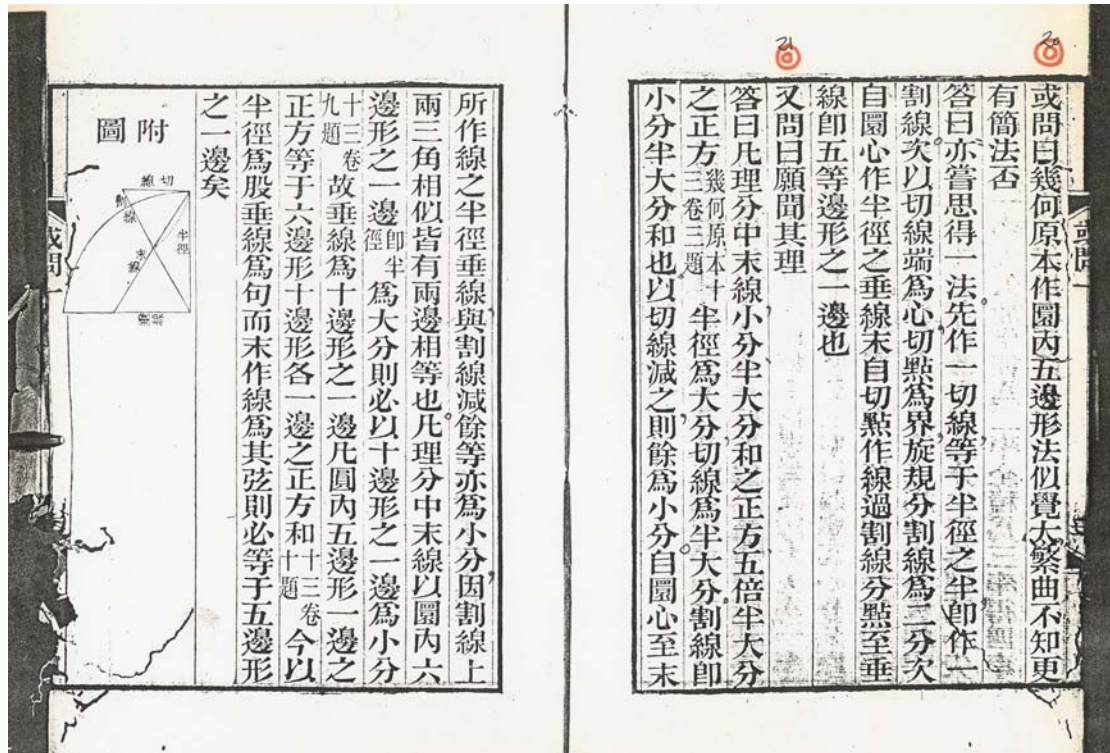 20
或問曰幾何原本作圜內五邊形法似覺太繁曲不知更
有簡法否
答曰亦嘗思得一法先作一切線等于半徑之半卽作一
割線次以切線端爲心切點爲界旋規分割線爲二分次
自圜心作半徑之垂線末自切點作線過割線分點至垂
線卽五等邊形之一邊也
21
又問曰願聞其理
答曰凡理分中末線小分半大分和之正方五倍半大分
之正方幾何原本十三卷三題半徑爲大分切線爲半大分割線卽
小分半大分和也以切線減之則餘爲小分自圜心至末
或問
所作線之半徑垂線與割線減餘等亦爲小分因割線上
兩三角相似皆有兩邊相等也凡理分中末線以圜內六
邊形之一邊卽半徑爲大分則必以十邊形之一邊爲小分
十三卷九題故垂線爲十邊形之一邊凡圓內五邊形一邊之
正方等于六邊形十邊形各一邊之正方和十三卷十題今以
半徑爲股垂線爲句而末作線爲其弦則必等于五邊形
之一邊矣
附圖
切線
割線
半徑
末線
或問